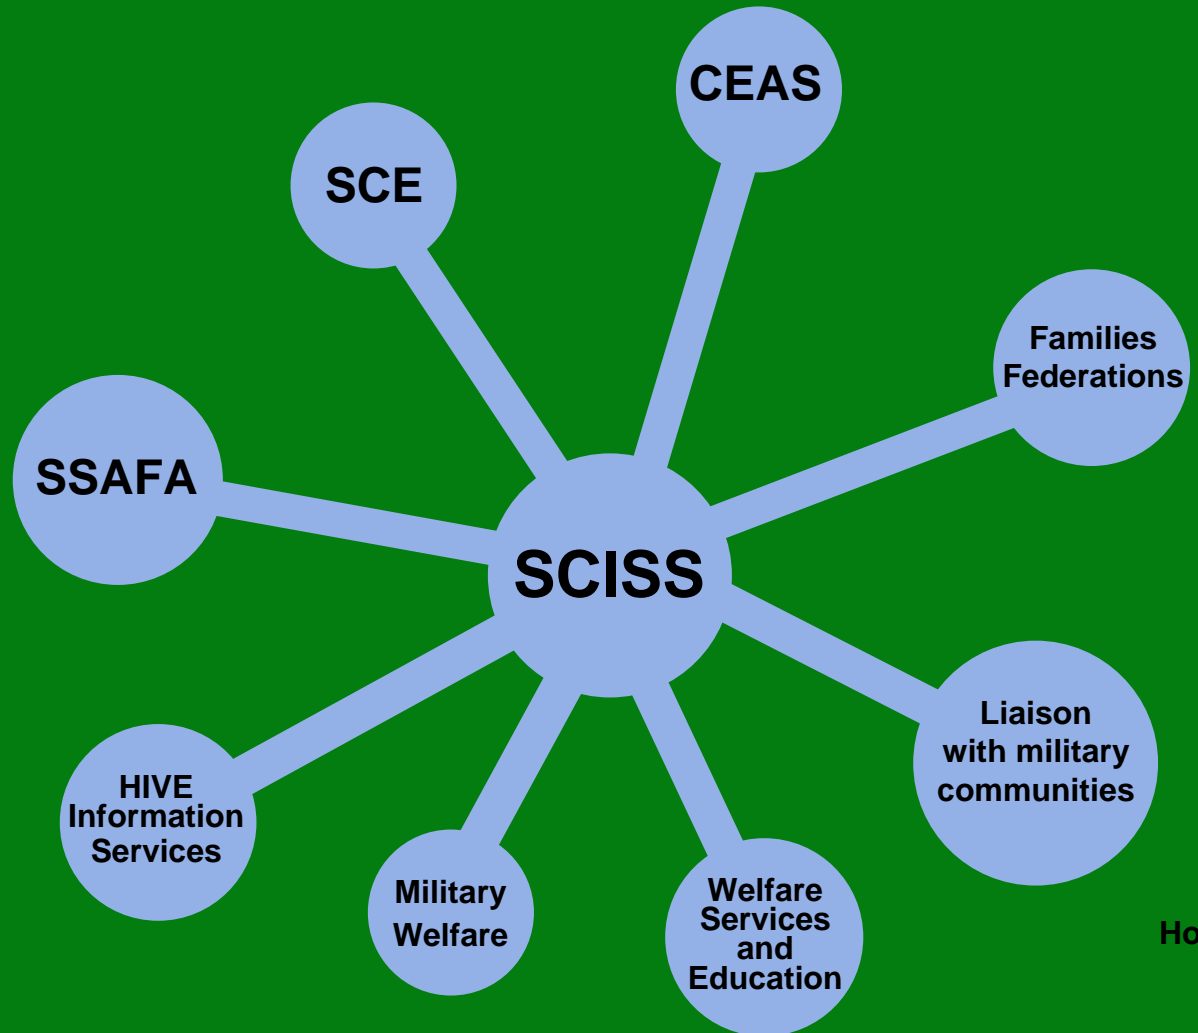 CEAS
SCE
Families
Federations
SSAFA
SCISS
Liaison
with military
communities
HIVE
Information
Services
Military
Welfare
Welfare
Services
and
Education
Ho